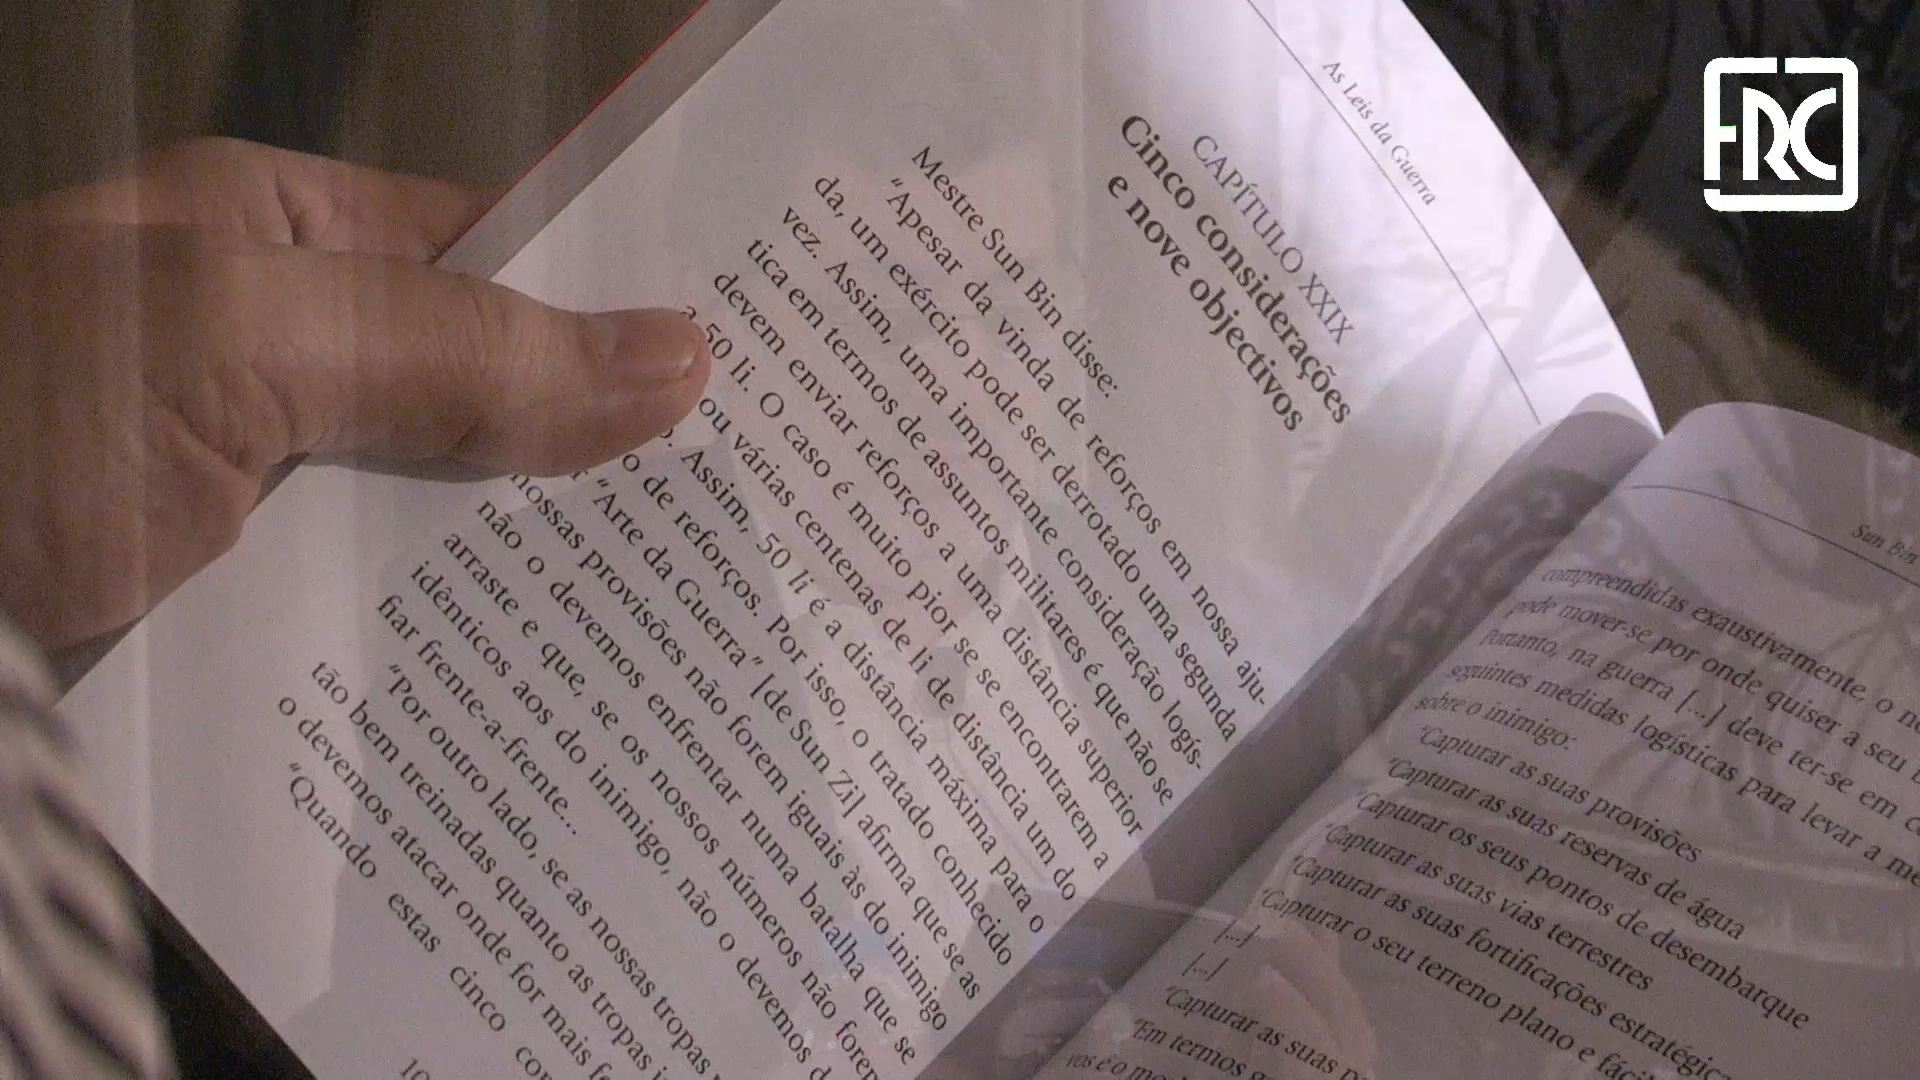 As Leis da Guerra
CAPÍTULO XXIX
Cinco considerações
e nove objectivos
Mestre Sun Bin disse:
“Apesar da vinda de reforços em nossa aju-
da, um exército pode ser derrotado uma segunda
vez. Assim, uma importante consideração logís-
tica em termos de assuntos militares é que não se
devem enviar reforços a uma distância superior
a 50 li. O caso é muito pior se se encontrarem a
ou várias centenas de li de distância um do
o. Assim, 50 li é a distância máxima para o
o de reforços. Por isso, o tratado conhecido
r “Arte da Guerra” [de Sun Zi] afirma que se as
nossas provisões não forem iguais às do inimigo
não o devemos enfrentar numa batalha que se
arraste e que, se os nossos números não forem
idênticos aos do inimigo, não o devemos d
fiar frente-a-frente...
“Por outro lado, se as nossas tropas
tão bem treinadas quanto as tropas i
o devemos atacar onde for mais f
“Quando estas cinco con
10
Sun Bin
compreendidas exaustivamente, o n
pode mover-se por onde quiser a seu b
Portanto, na guerra [...] deve ter-se em c
seguintes medidas logísticas para levar a me
sobre o inimigo:
“Capturar as suas provisões
“Capturar as suas reservas de água
“Capturar os seus pontos de desembarque
“Capturar as suas vias terrestres
“Capturar as suas fortificações estratégic
“Capturar o seu terreno plano e fáci
[...]
[...]
“Capturar as suas
“Em termos
vos é o
FRC